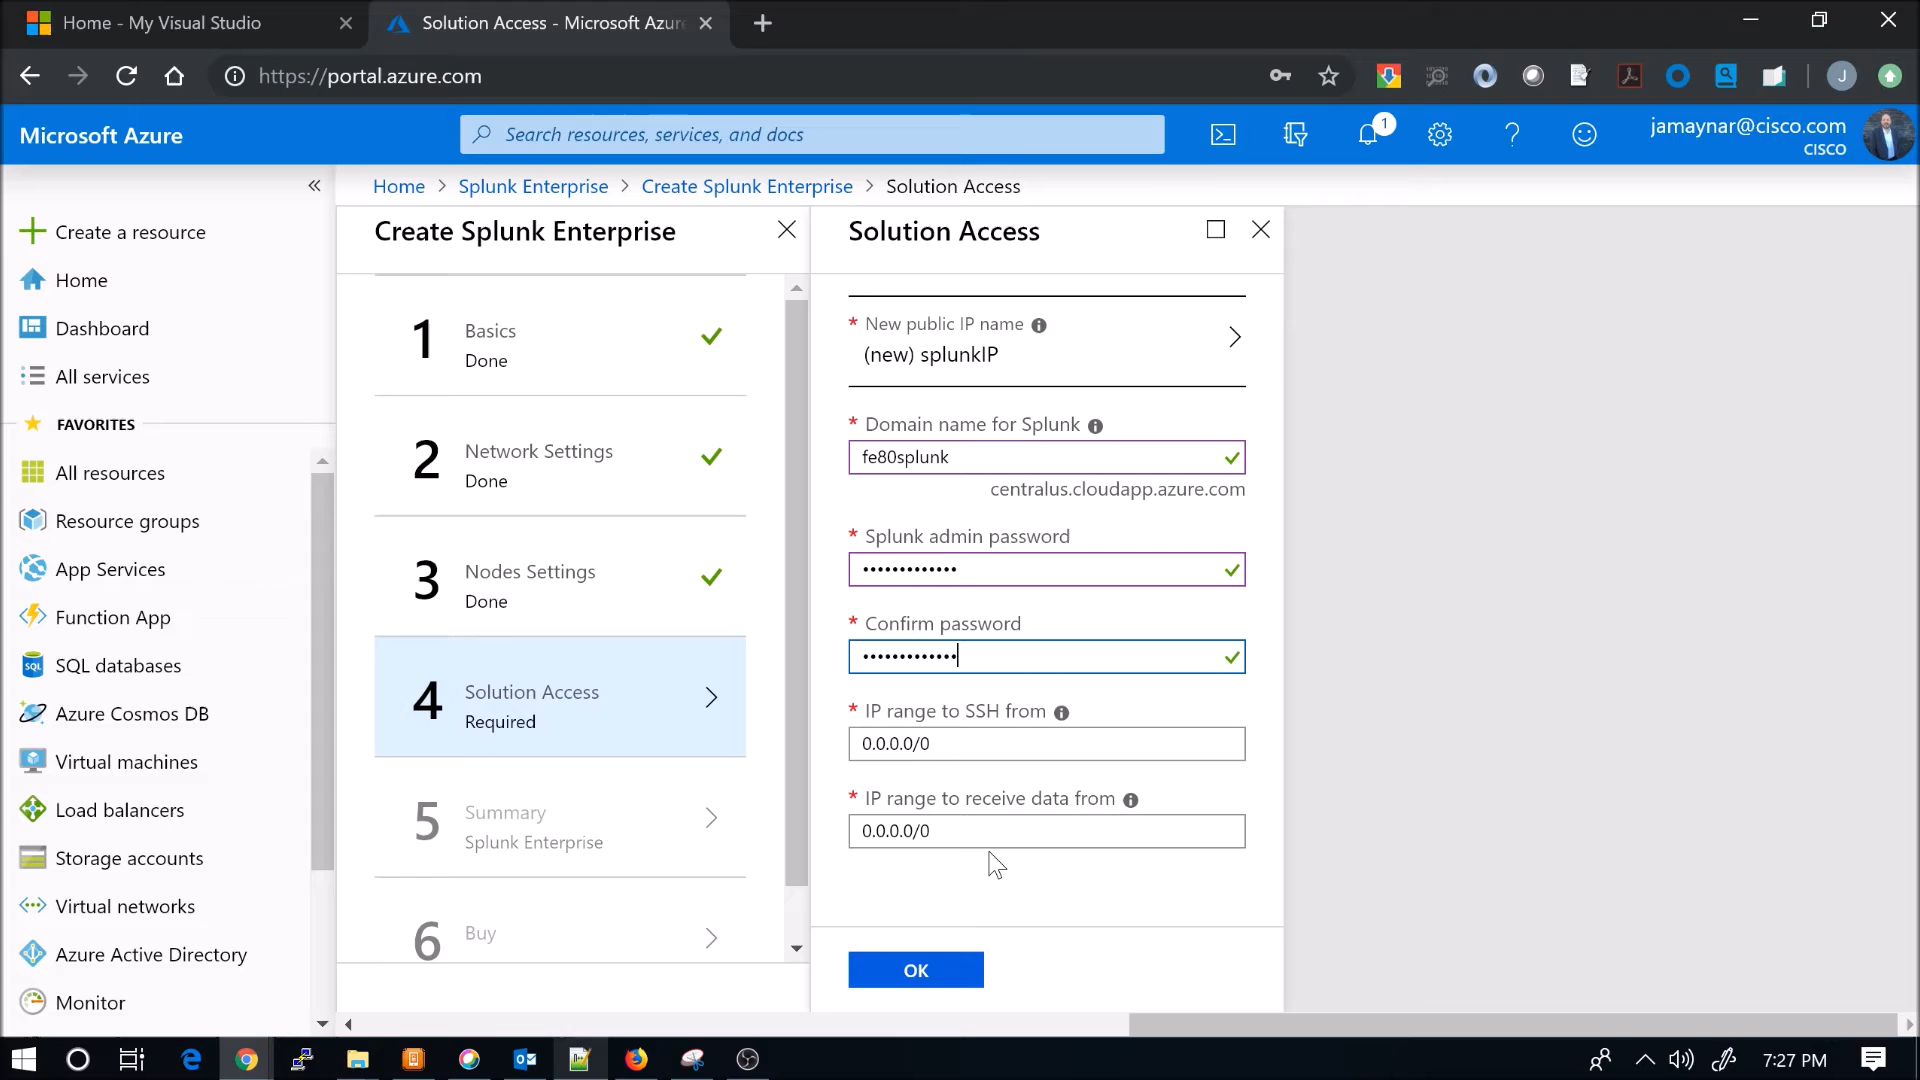 Home - My Visual Studio
Solution Access - Microsoft Azur
https://portal.azure.com
J
Microsoft Azure
Search resources, services, and docs
1
jamaynar@cisco.com
CISCO
Home > Splunk Enterprise > Create Splunk Enterprise > Solution Access
Create a resource
Home
Dashboard
All services
FAVORITES
All resources
Resource groups
App Services
Function App
SQL
SQL databases
Azure Cosmos DB
Virtual machines
Load balancers
Storage accounts
Virtual networks
Azure Active Directory
Monitor
Create Splunk Enterprise
1
Basics
Done
2
Network Settings
Done
3
Nodes Settings
Done
4
Solution Access
Required
5
Summary
Splunk Enterprise
6
Buy
Solution Access
* New public IP name
(new) splunkIP
* Domain name for Splunk
fe80splunk
centralus.cloudapp.azure.com
* Splunk admin password
•••••••••••••
* Confirm password
•••••••••••••
* IP range to SSH from
0.0.0.0/0
* IP range to receive data from
0.0.0.0/0
OK
7:27 PM